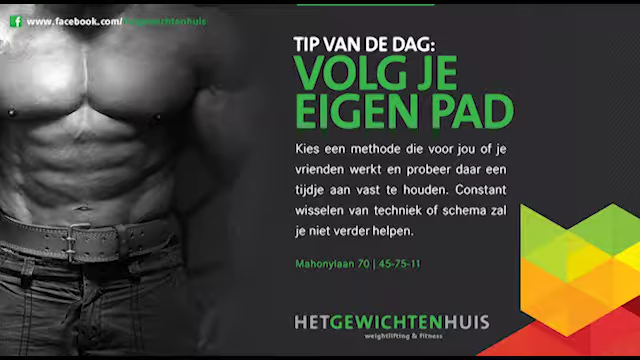 www.facebook.com/hetgewichtenhuis
TIP VAN DE DAG:
VOLG JE
EIGEN PAD
Kies een methode die voor jou of je
vrienden werkt en probeer daar een
tijdje aan vast te houden. Constant
wisselen van techniek of schema zal
je niet verder helpen.
Mahonylaan 70 | 45-75-11
HETGEWICHTENHUIS
weightlifting & fitness